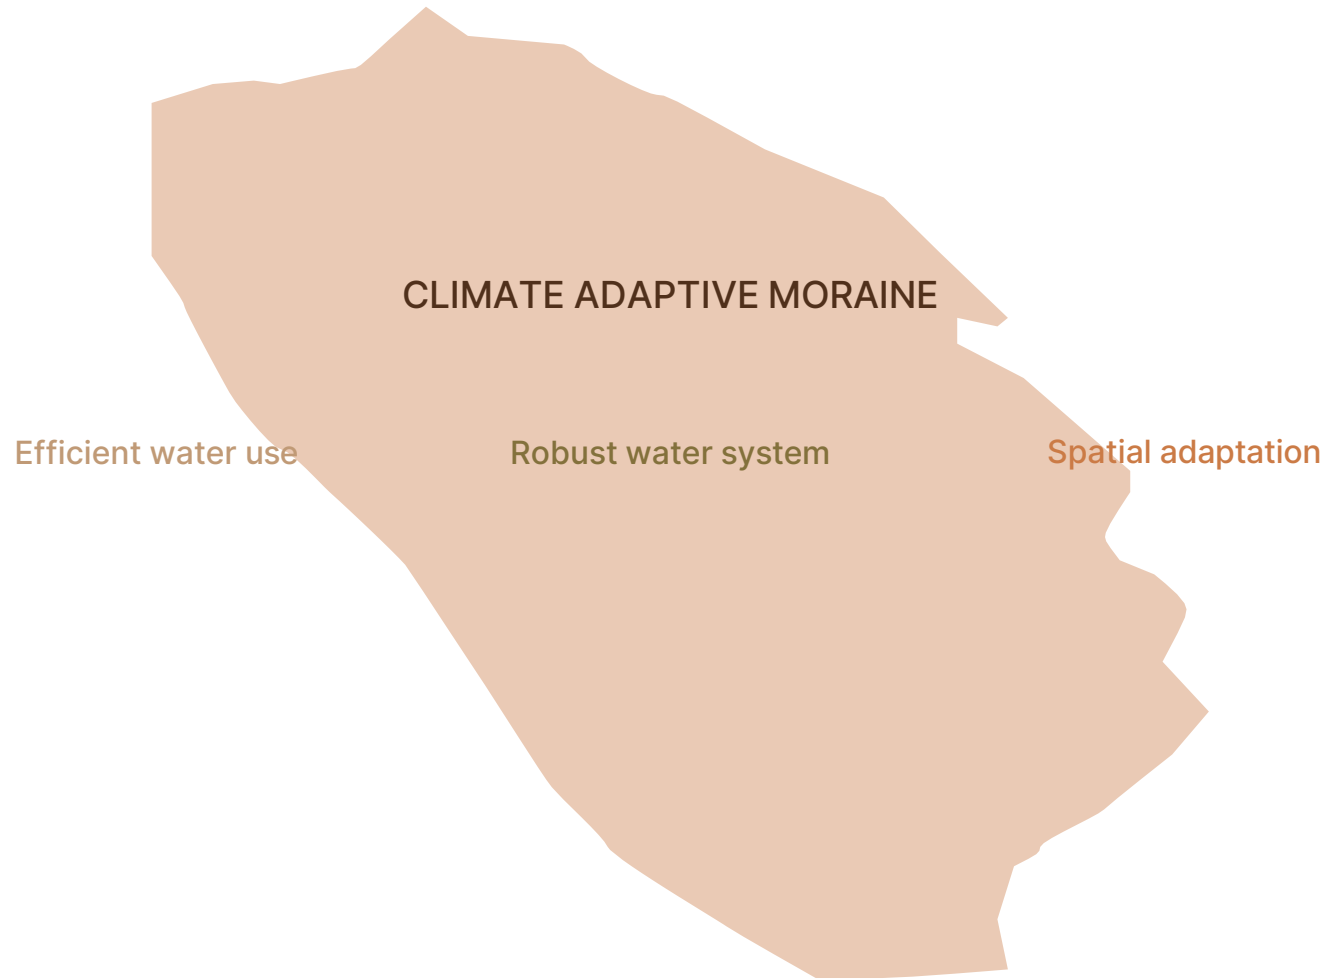 CLIMATE ADAPTIVE MORAINE
Efficient water use
Robust water system
Spatial adaptation